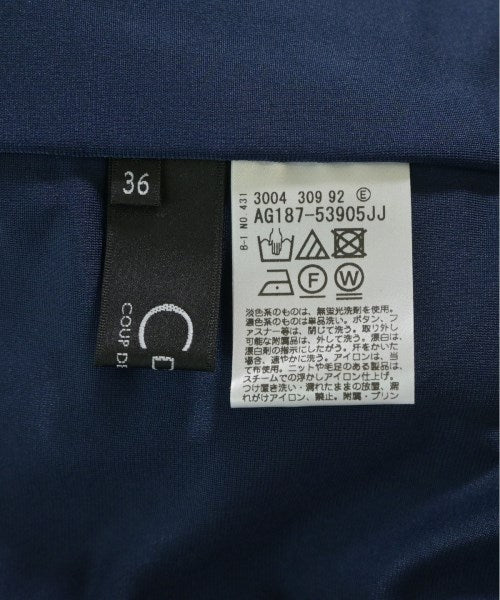 36
C D
COUP DE
B-1 NO.431
3004 309 92 Ⓔ
AG187-53905JJ
F W
淡色系のものは、無蛍光洗剤を使用。
濃色系のものは単品洗い。ボタン、ファ
スナー等は、閉じて洗う。取り外し
可能な附属品は、外して洗う。漂白は、
漂白剤の指示にしたがう。汗をかいた
場合、速やかに洗う。アイロンは、当
て布使用。ニットや毛足のある製品は、
スチームでの浮かしアイロン仕上げ。
つけ置き洗い・濡れたままの放置、濡
れがけアイロン、禁止。附属・プリン